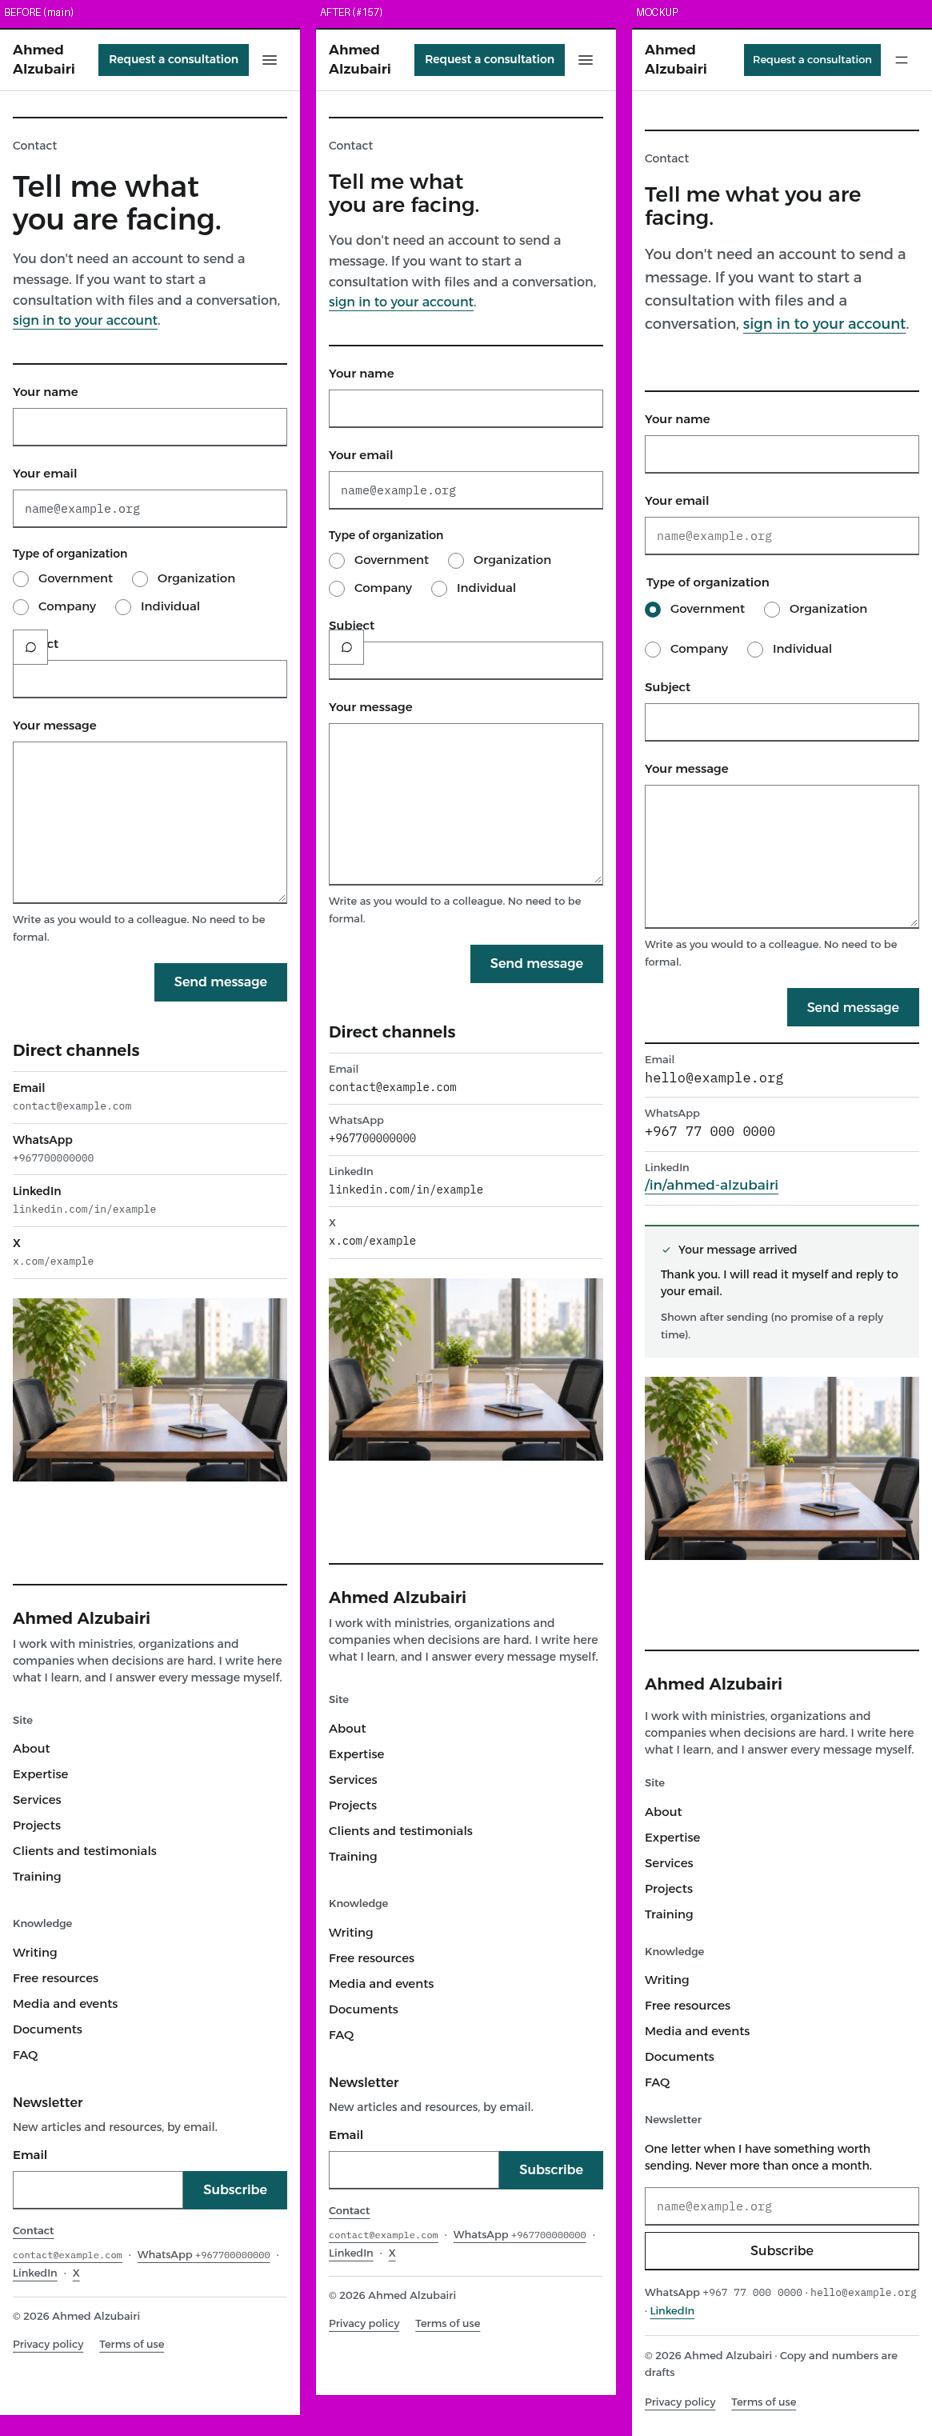 BEFORE (main)
Ahmed
Alzubairi
Request a consultation
Contact
Tell me what
you are facing.
You don't need an account to send a
message. If you want to start a
consultation with files and a conversation,
sign in to your account.
Your name
Your email
name@example.org
Type of organization
Government
Organization
Company
Individual
ct
Your message
Write as you would to a colleague. No need to be
formal.
Send message
Direct channels
Email
contact@example.com
WhatsApp
+967700000000
LinkedIn
linkedin.com/in/example
X
x.com/example
Ahmed Alzubairi
I work with ministries, organizations and
companies when decisions are hard. I write here
what I learn, and I answer every message myself.
Site
About
Expertise
Services
Projects
Clients and testimonials
Training
Knowledge
Writing
Free resources
Media and events
Documents
FAQ
Newsletter
New articles and resources, by email.
Email
Subscribe
Contact
contact@example.com · WhatsApp +967700000000 ·
LinkedIn · X
© 2026 Ahmed Alzubairi
Privacy policy Terms of use
AFTER (#157)
Ahmed
Alzubairi
Request a consultation
Contact
Tell me what
you are facing.
You don't need an account to send a
message. If you want to start a
consultation with files and a conversation,
sign in to your account.
Your name
Your email
name@example.org
Type of organization
Government
Organization
Company
Individual
Subject
Your message
Write as you would to a colleague. No need to be
formal.
Send message
Direct channels
Email
contact@example.com
WhatsApp
+967700000000
LinkedIn
linkedin.com/in/example
X
x.com/example
Ahmed Alzubairi
I work with ministries, organizations and
companies when decisions are hard. I write here
what I learn, and I answer every message myself.
Site
About
Expertise
Services
Projects
Clients and testimonials
Training
Knowledge
Writing
Free resources
Media and events
Documents
FAQ
Newsletter
New articles and resources, by email.
Email
Subscribe
Contact
contact@example.com · WhatsApp +967700000000 ·
LinkedIn · X
© 2026 Ahmed Alzubairi
Privacy policy Terms of use
MOCKUP
Ahmed
Alzubairi
Request a consultation
Contact
Tell me what you are
facing.
You don't need an account to send a
message. If you want to start a
consultation with files and a
conversation, sign in to your account.
Your name
Your email
name@example.org
Type of organization
Government
Organization
Company
Individual
Subject
Your message
Write as you would to a colleague. No need to be
formal.
Send message
Email
hello@example.org
WhatsApp
+967 77 000 0000
LinkedIn
/in/ahmed-alzubairi
Your message arrived
Thank you. I will read it myself and reply to
your email.
Shown after sending (no promise of a reply
time).
Ahmed Alzubairi
I work with ministries, organizations and
companies when decisions are hard. I write here
what I learn, and I answer every message myself.
Site
About
Expertise
Services
Projects
Training
Knowledge
Writing
Free resources
Media and events
Documents
FAQ
Newsletter
One letter when I have something worth
sending. Never more than once a month.
name@example.org
Subscribe
WhatsApp +967 77 000 0000 · hello@example.org
· LinkedIn
© 2026 Ahmed Alzubairi · Copy and numbers are
drafts
Privacy policy Terms of use